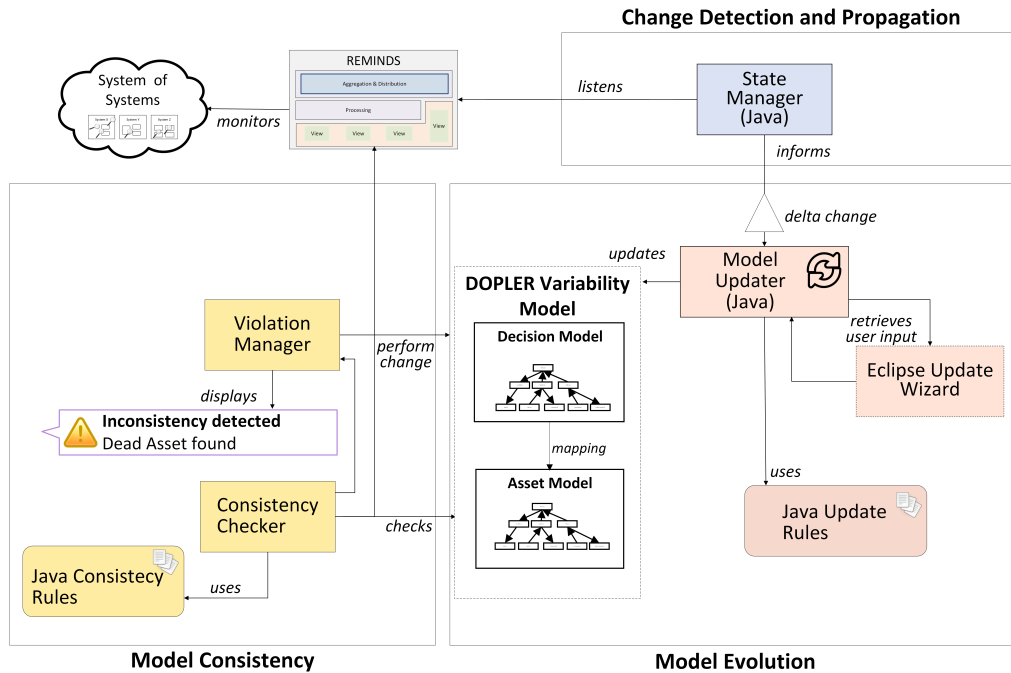 Change Detection and Propagation
System of
Systems
System X
System Y
System Z
monitors
REMINDS
Aggregation & Distribution
Processing
View
View
View
View
listens
State
Manager
(Java)
informs
delta change
updates
Model
Updater
(Java)
retrieves
user input
Eclipse Update
Wizard
uses
Java Update
Rules
DOPLER Variability
Model
Decision Model
mapping
Asset Model
Violation
Manager
perform
change
displays
Inconsistency detected
Dead Asset found
Consistency
Checker
checks
Java Consistecy
Rules
uses
Model Consistency
Model Evolution